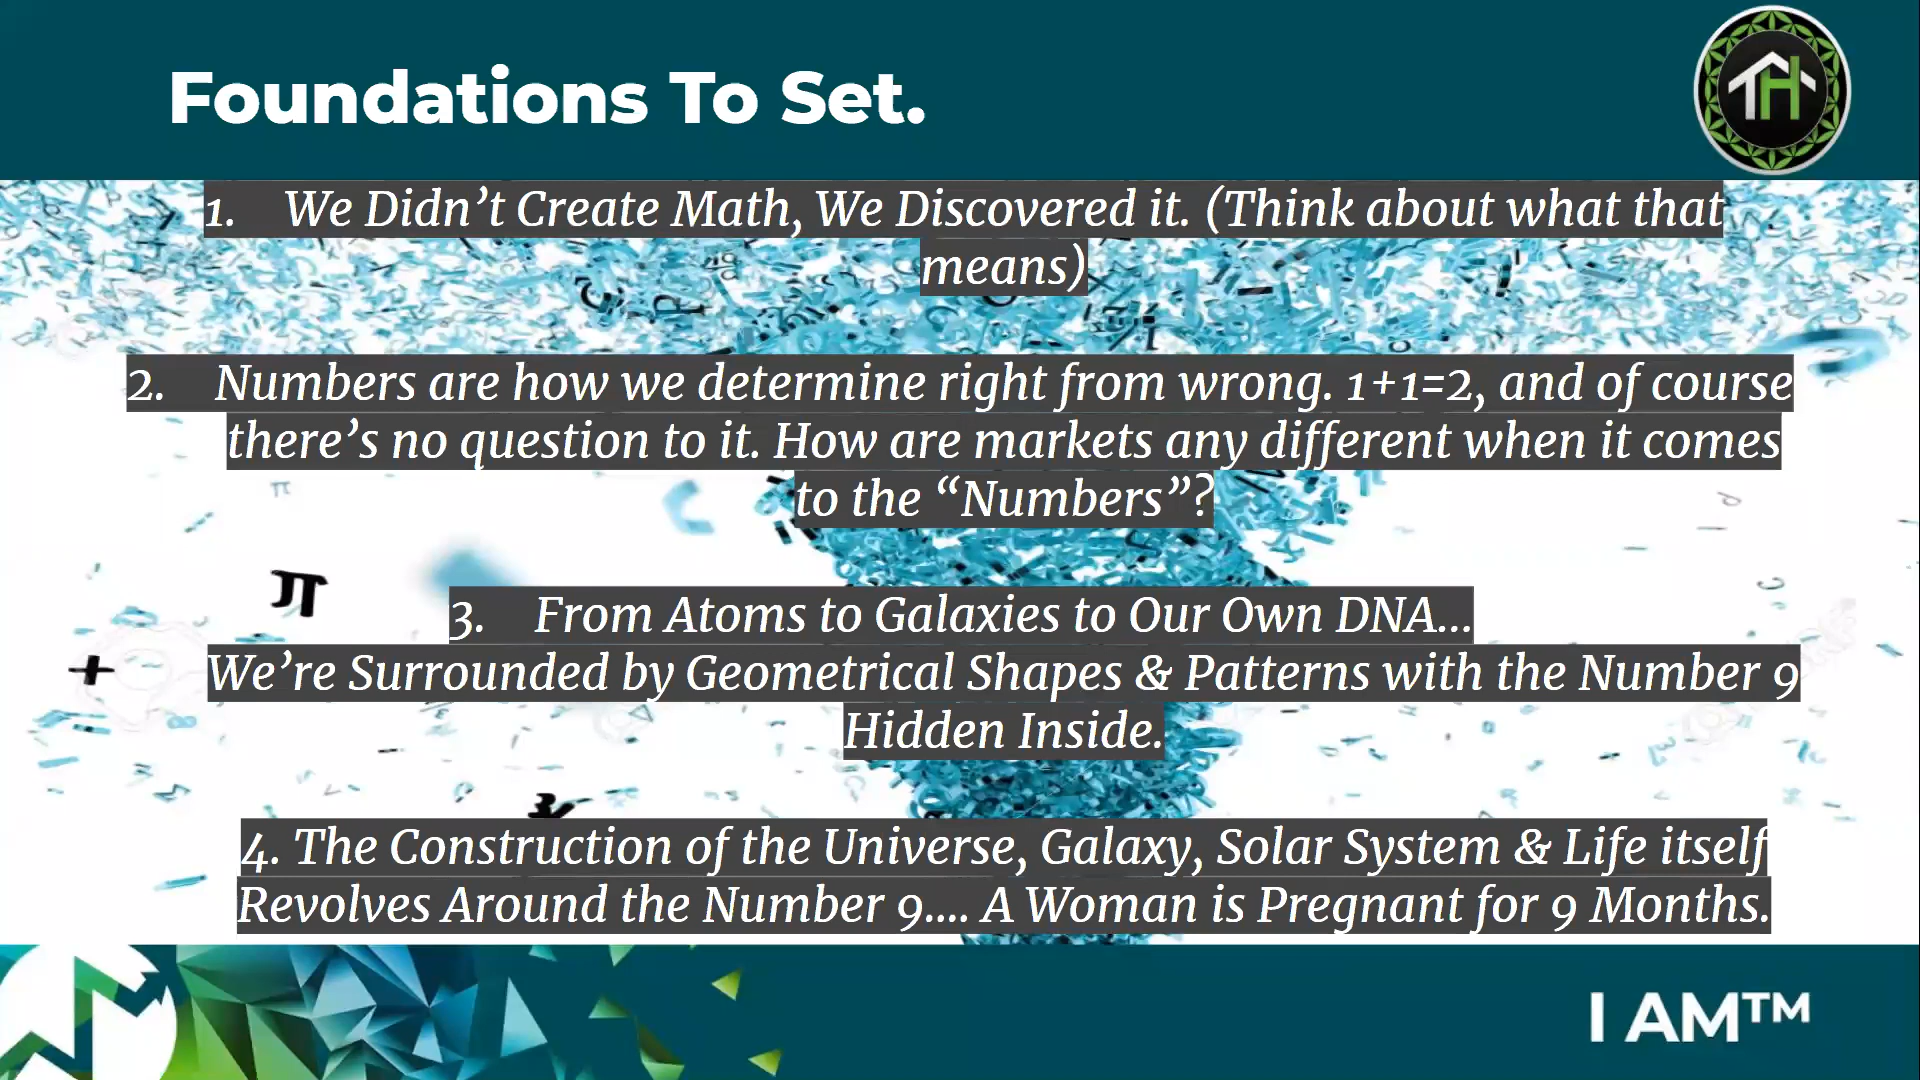 Foundations To Set.
TH
1. We Didn’t Create Math, We Discovered it. (Think about what that
means)
2. Numbers are how we determine right from wrong. 1+1=2, and of course
there’s no question to it. How are markets any different when it comes
to the “Numbers”?
π
+
3. From Atoms to Galaxies to Our Own DNA...
We’re Surrounded by Geometrical Shapes & Patterns with the Number 9
Hidden Inside.
4. The Construction of the Universe, Galaxy, Solar System & Life itself
Revolves Around the Number 9.... A Woman is Pregnant for 9 Months.
I AM™